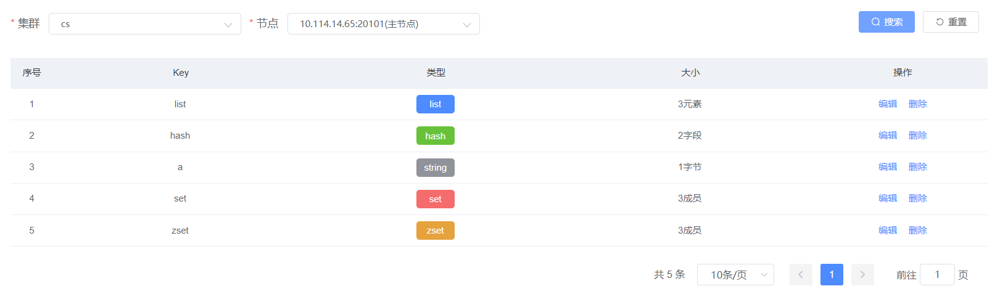 * 集群 cs * 节点 10.114.14.65:20101(主节点) 搜索 重置
序号 Key 类型 大小 操作
1 list list 3元素 编辑 删除
2 hash hash 2字段 编辑 删除
3 a string 1字节 编辑 删除
4 set set 3成员 编辑 删除
5 zset zset 3成员 编辑 删除
共 5 条 10条/页 1 前往 1 页